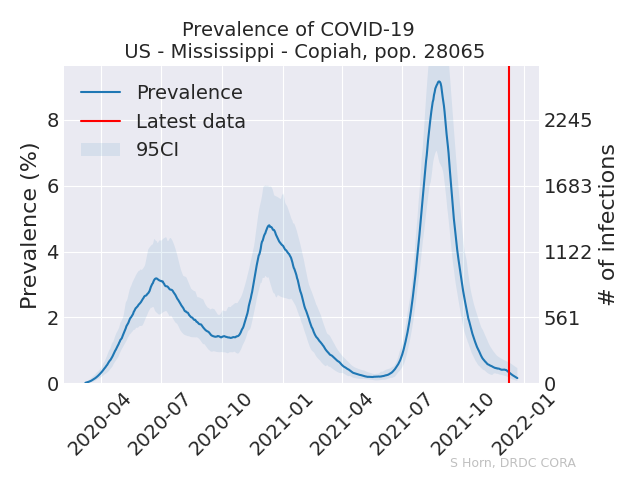 Prevalence of COVID-19
US - Mississippi - Copiah, pop. 28065
Prevalence
Latest data
95CI
Prevalence (%)
8
6
4
2
0
2245
1683
1122
561
0
# of infections
2020-04
2020-07
2020-10
2021-01
2021-04
2021-07
2021-10
2022-01
S Horn, DRDC CORA